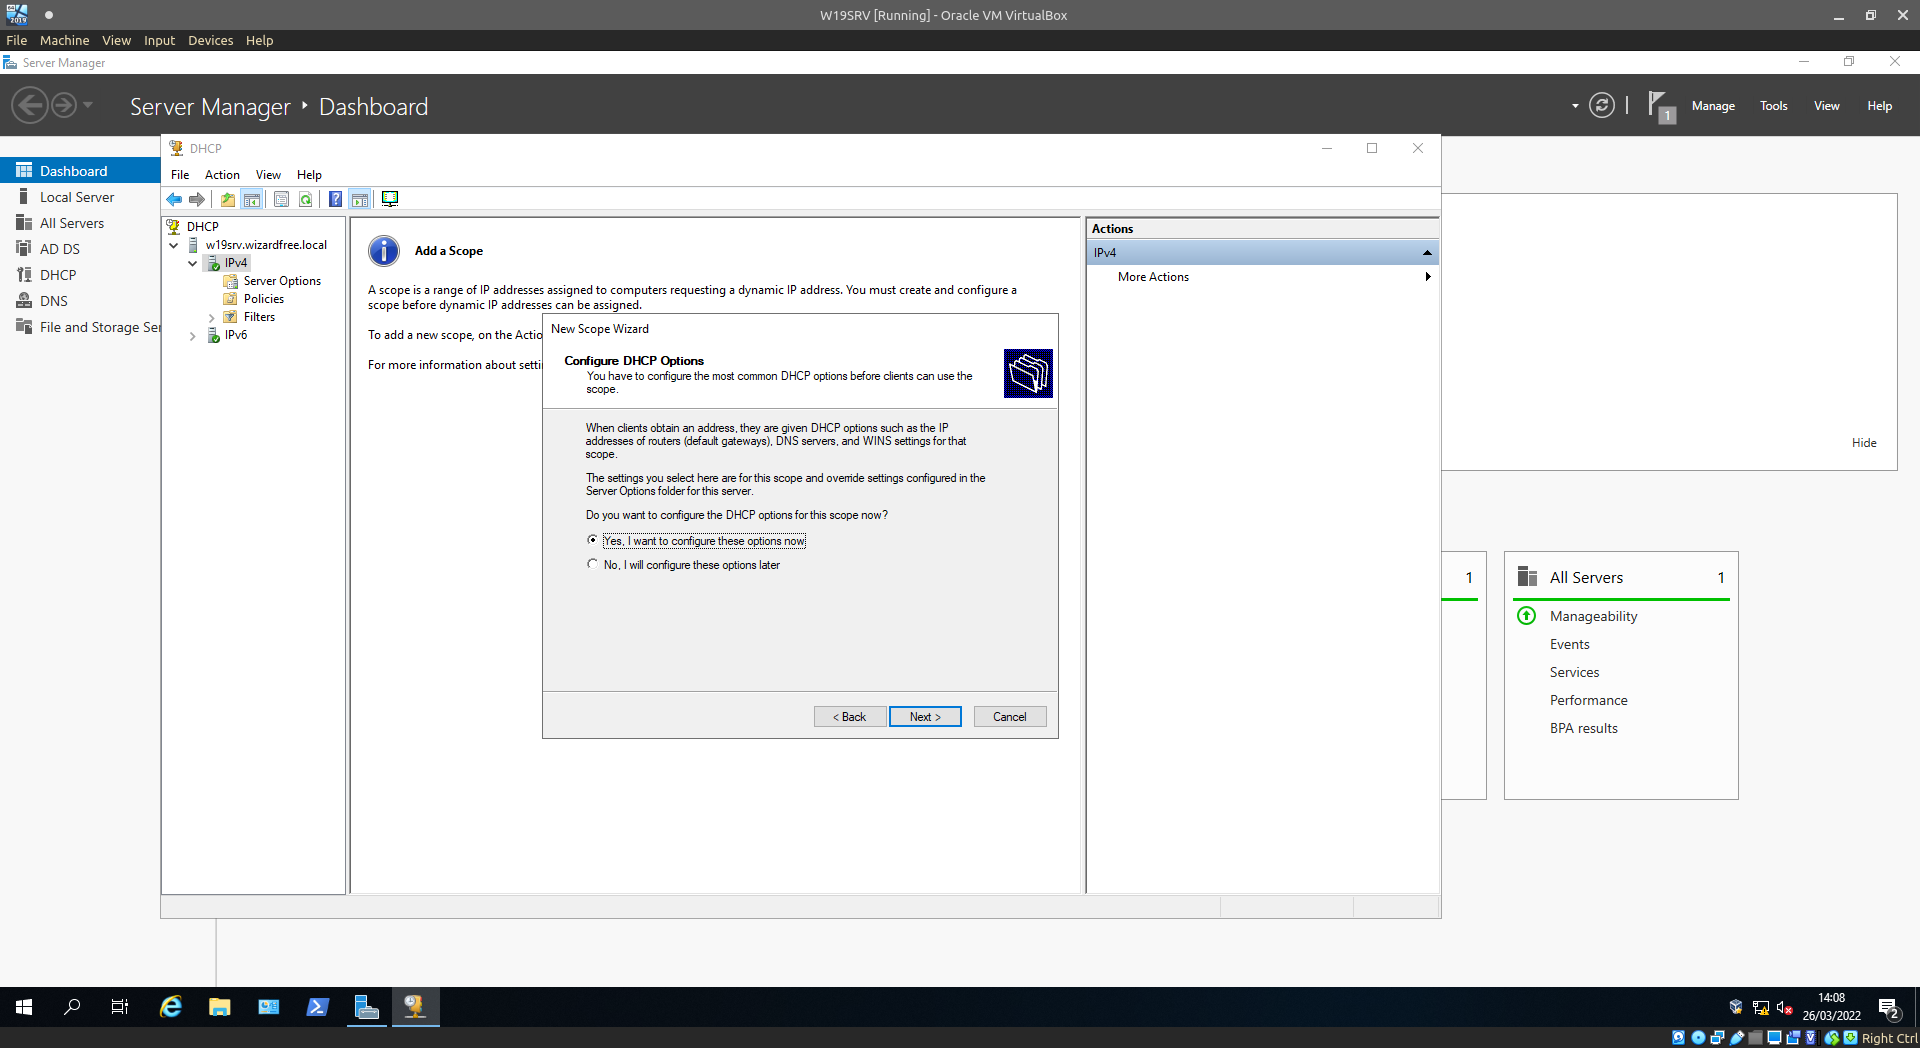 W19SRV [Running] - Oracle VM VirtualBox
File Machine View Input Devices Help
Server Manager
Server Manager ‣ Dashboard
1
Manage Tools View Help
Dashboard
Local Server
All Servers
AD DS
DHCP
DNS
File and Storage Ser
DHCP
File Action View Help
DHCP
w19srv.wizardfree.local
IPv4
Server Options
Policies
Filters
IPv6
Add a Scope
A scope is a range of IP addresses assigned to computers requesting a dynamic IP address. You must create and configure a
scope before dynamic IP addresses can be assigned.
To add a new scope, on the Actio
For more information about setti
Actions
IPv4
More Actions
New Scope Wizard
Configure DHCP Options
You have to configure the most common DHCP options before clients can use the
scope.
When clients obtain an address, they are given DHCP options such as the IP
addresses of routers (default gateways), DNS servers, and WINS settings for that
scope.
The settings you select here are for this scope and override settings configured in the
Server Options folder for this server.
Do you want to configure the DHCP options for this scope now?
Yes, I want to configure these options now
No, I will configure these options later
< Back Next > Cancel
Hide
1
All Servers 1
Manageability
Events
Services
Performance
BPA results
14:08
26/03/2022
2
Right Ctrl